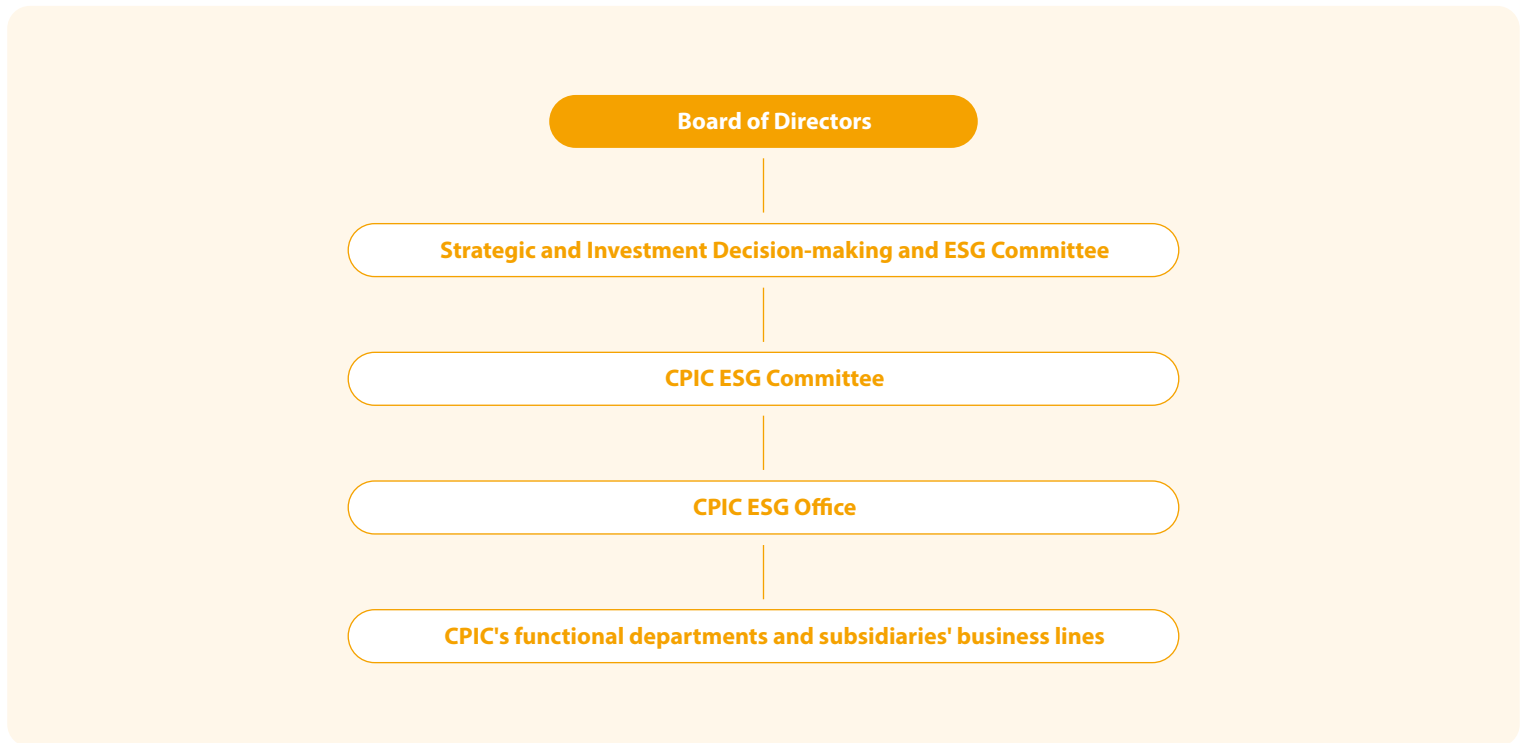 Board of Directors
Strategic and Investment Decision-making and ESG Committee
CPIC ESG Committee
CPIC ESG Office
CPIC's functional departments and subsidiaries' business lines